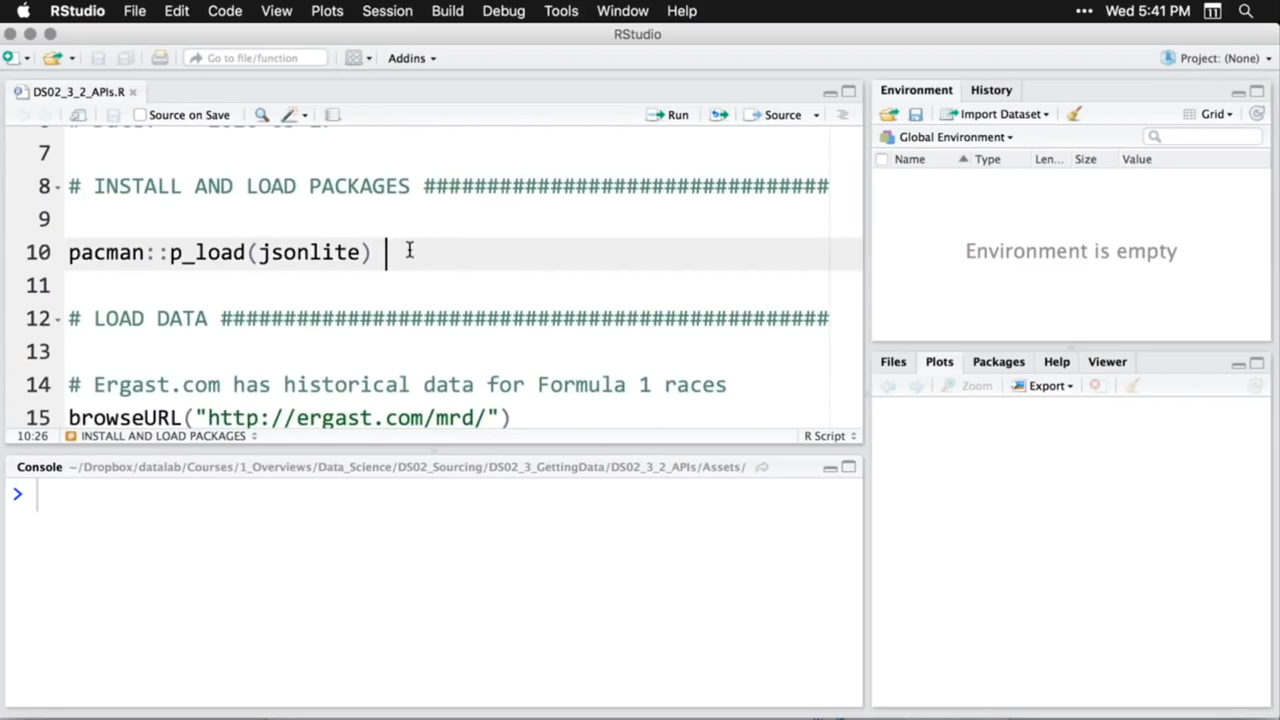 RStudio File Edit Code View Plots Session Build Debug Tools Window Help ••• Wed 5:41 PM 11
RStudio
Go to file/function Addins Project: (None)
DS02_3_2_APIs.R
Source on Save Run Source
7
8 # INSTALL AND LOAD PACKAGES ################################
9
10 pacman::p_load(jsonlite)
11
12 # LOAD DATA ################################################
13
14 # Ergast.com has historical data for Formula 1 races
15 browseURL("http://ergast.com/mrd/")
10:26 INSTALL AND LOAD PACKAGES R Script
Console ~/Dropbox/datalab/Courses/1_Overviews/Data_Science/DS02_Sourcing/DS02_3_GettingData/DS02_3_2_APIs/Assets/
>
Environment History
Import Dataset Grid
Global Environment
Name Type Len... Size Value
Environment is empty
Files Plots Packages Help Viewer
Zoom Export